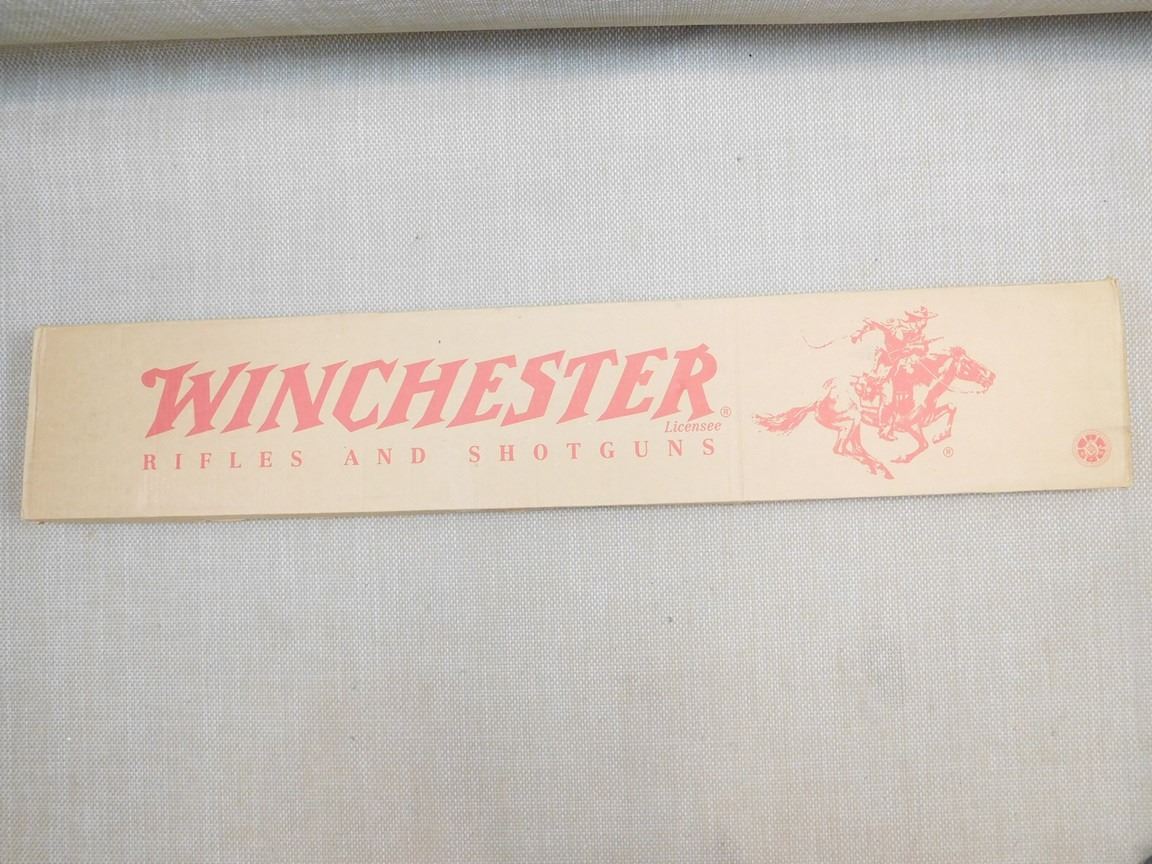 WINCHESTER®
Licensee
RIFLES AND SHOTGUNS
®